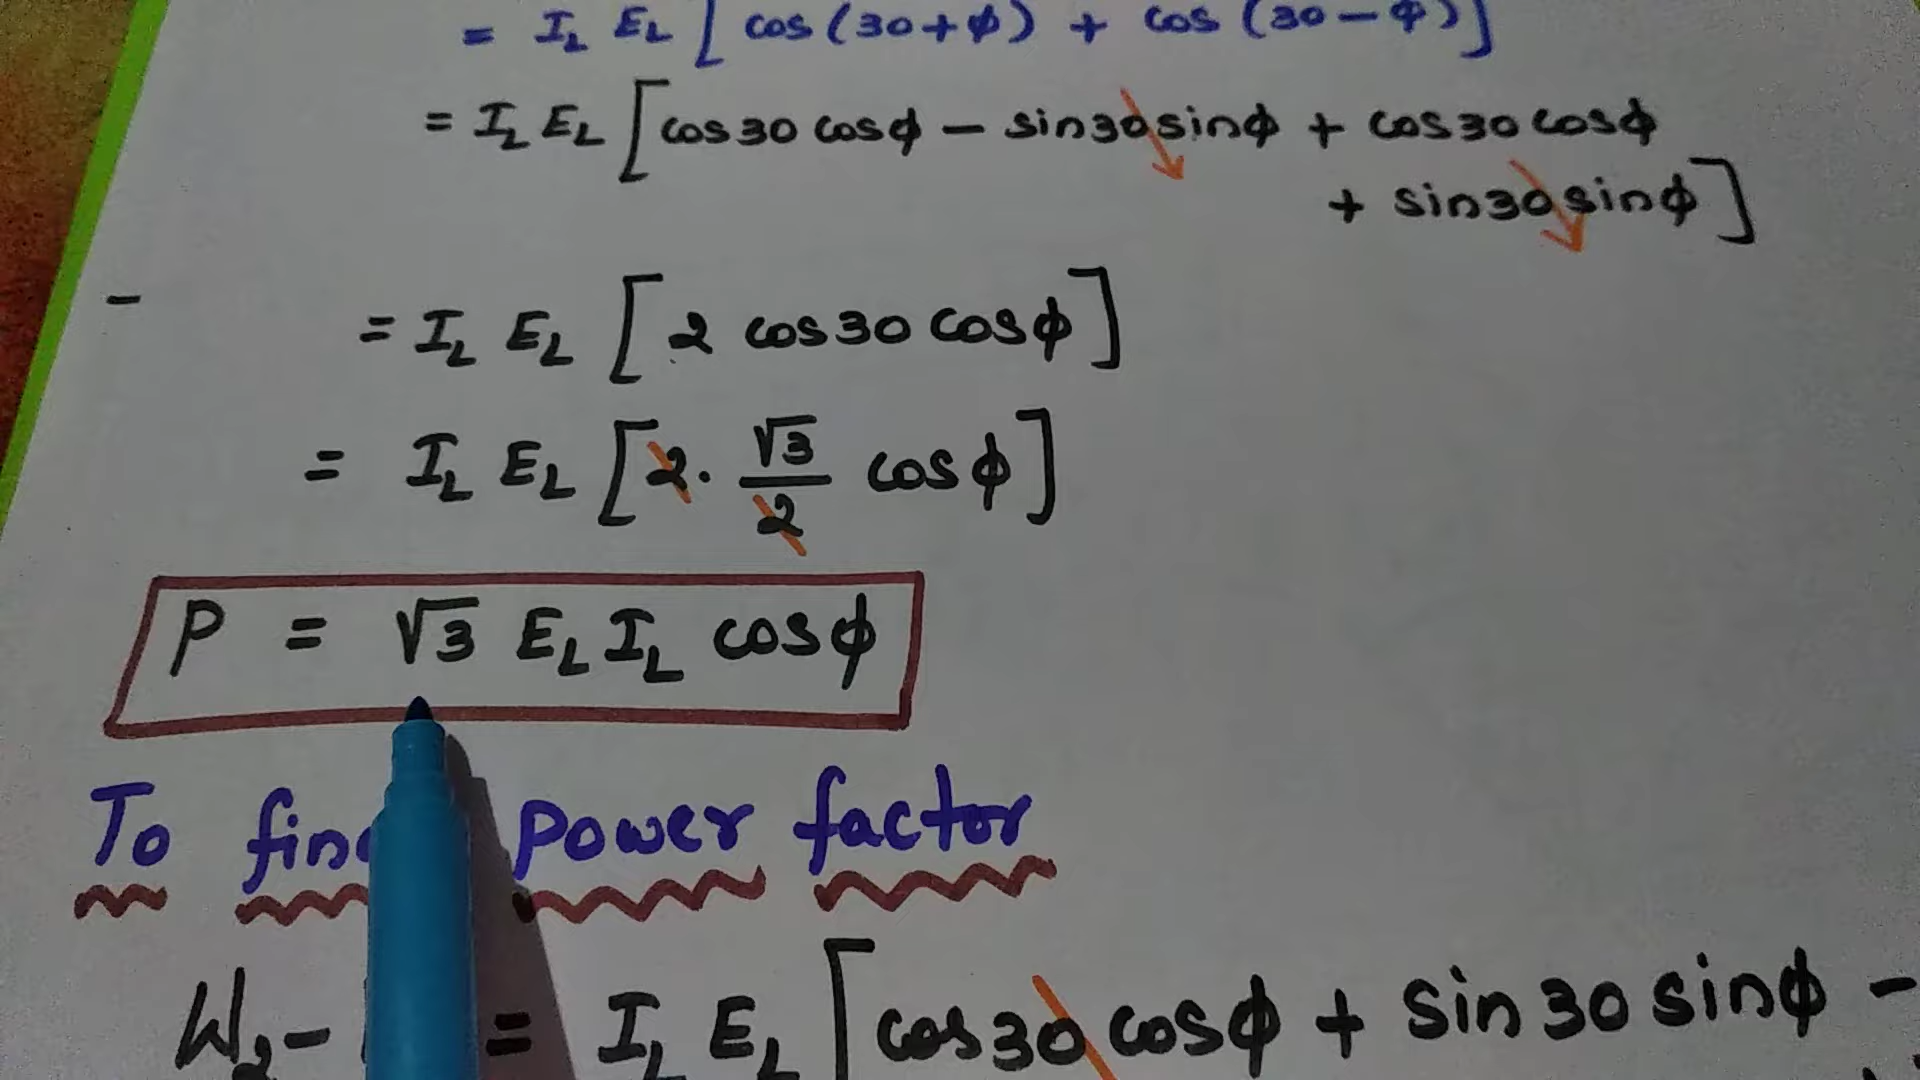 = I_L E_L [cos (30+ϕ) + cos (30-ϕ)]
= I_L E_L [cos30 cosϕ - sin30 sinϕ + cos30 cosϕ
+ sin30 sinϕ]
= I_L E_L [2 cos30 cosϕ]
= I_L E_L [2. √3/2 cosϕ]
P = √3 E_L I_L cosϕ
To power factor
W_2 - = I_L E_L [cos30 cosϕ + sin30 sinϕ -